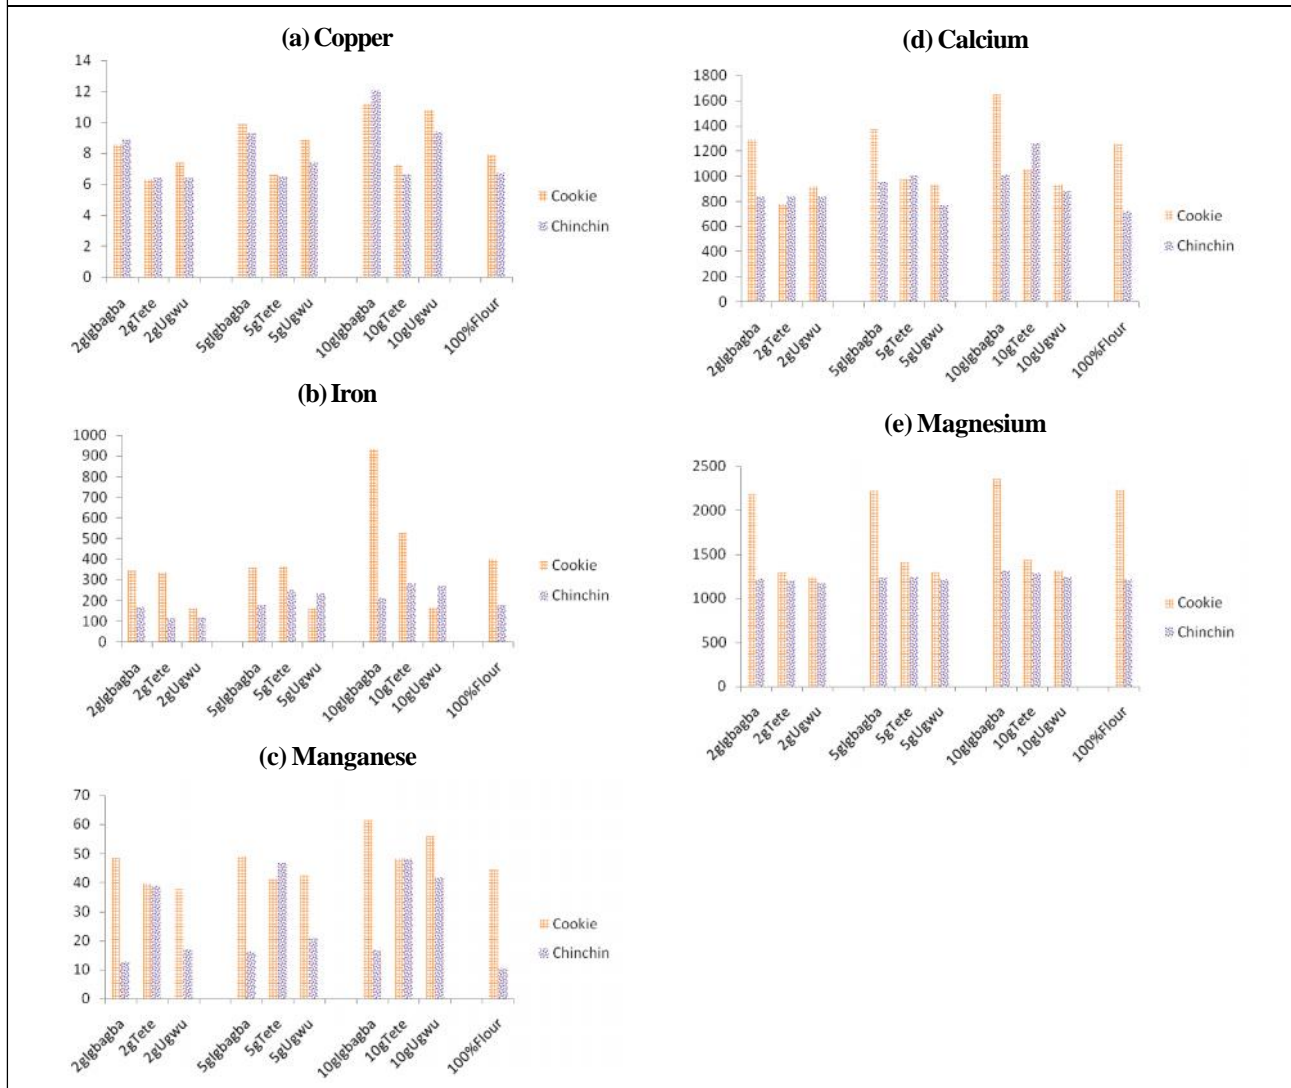 (a) Copper
14
12
10
8
6
4
2
0
2gIgbagba
2gTete
2gUgwu
5gIgbagba
5gTete
5gUgwu
10gIgbagba
10gTete
10gUgwu
100%Flour
Cookie
Chinchin
(b) Iron
1000
900
800
700
600
500
400
300
200
100
0
2gIgbagba
2gTete
2gUgwu
5gIgbagba
5gTete
5gUgwu
10gIgbagba
10gTete
10gUgwu
100%Flour
Cookie
Chinchin
(c) Manganese
70
60
50
40
30
20
10
0
2gIgbagba
2gTete
2gUgwu
5gIgbagba
5gTete
5gUgwu
10gIgbagba
10gTete
10gUgwu
100%Flour
Cookie
Chinchin
(d) Calcium
1800
1600
1400
1200
1000
800
600
400
200
0
2gIgbagba
2gTete
2gUgwu
5gIgbagba
5gTete
5gUgwu
10gIgbagba
10gTete
10gUgwu
100%Flour
Cookie
Chinchin
(e) Magnesium
2500
2000
1500
1000
500
0
2gIgbagba
2gTete
2gUgwu
5gIgbagba
5gTete
5gUgwu
10gIgbagba
10gTete
10gUgwu
100%Flour
Cookie
Chinchin